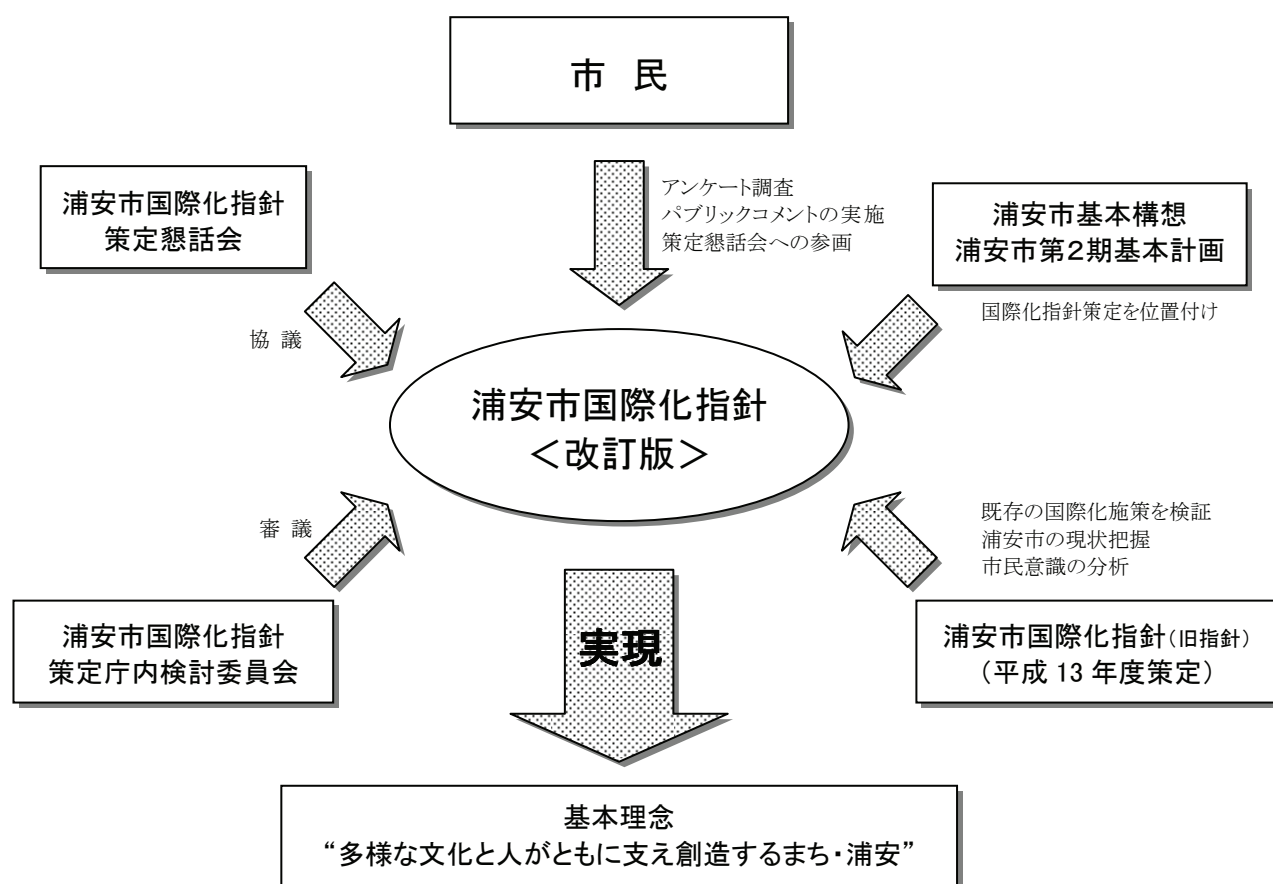 市 民
アンケート調査
パブリックコメントの実施
策定懇話会への参画
浦安市国際化指針
策定懇話会
協 議
浦安市基本構想
浦安市第2期基本計画
国際化指針策定を位置付け
浦安市国際化指針
<改訂版>
審 議
浦安市国際化指針
策定庁内検討委員会
既存の国際化施策を検証
浦安市の現状把握
市民意識の分析
浦安市国際化指針(旧指針)
(平成 13 年度策定)
実現
基本理念
“多様な文化と人がともに支え創造するまち・浦安”